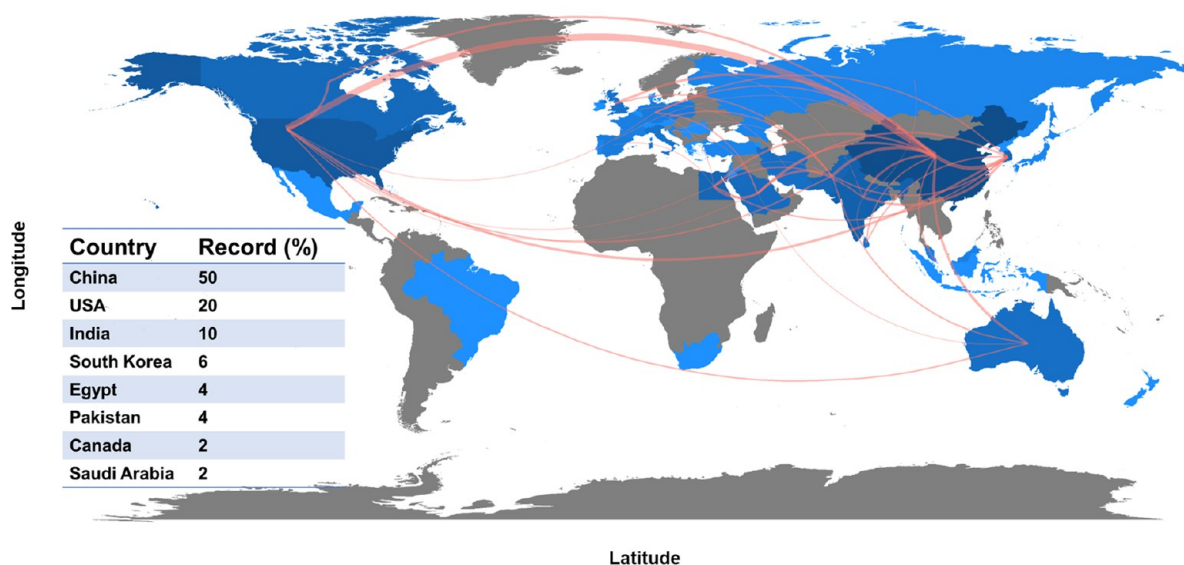 Longitude
Country Record (%)
China 50
USA 20
India 10
South Korea 6
Egypt 4
Pakistan 4
Canada 2
Saudi Arabia 2
Latitude